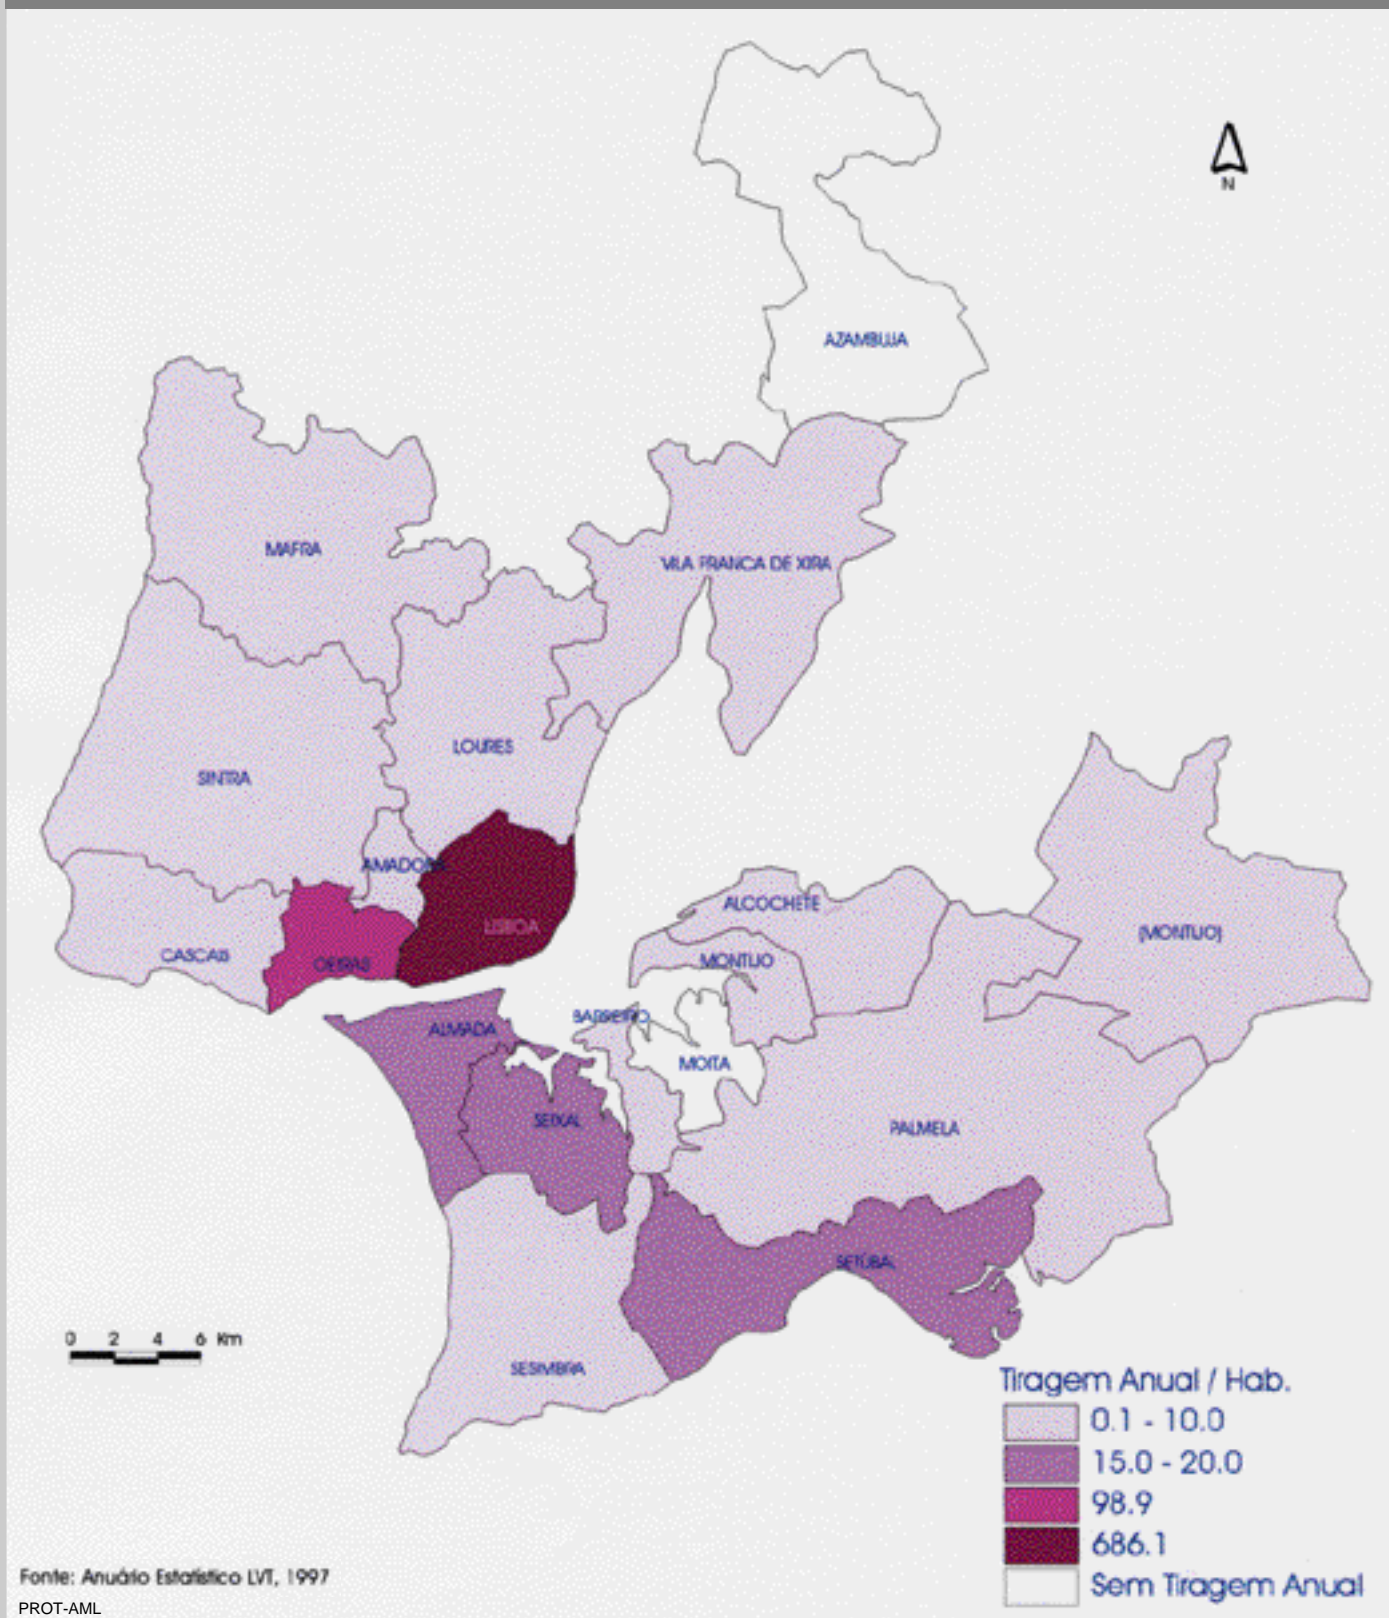 N
AZAMBUJA
MAFRA
VILA FRANCA DE XIRA
LOURES
SINTRA
AMADORA
ALCOCHETE
LISBOA
(MONTIJO)
CASCAIS
OEIRAS
MONTIJO
BARREIRO
ALMADA
MOITA
SEIXAL
PALMELA
SETÚBAL
0 2 4 6 Km
SESIMBRA
Tiragem Anual / Hab.
0.1 - 10.0
15.0 - 20.0
98.9
686.1
Sem Tiragem Anual
Fonte: Anuário Estatístico LVT, 1997
PROT-AML